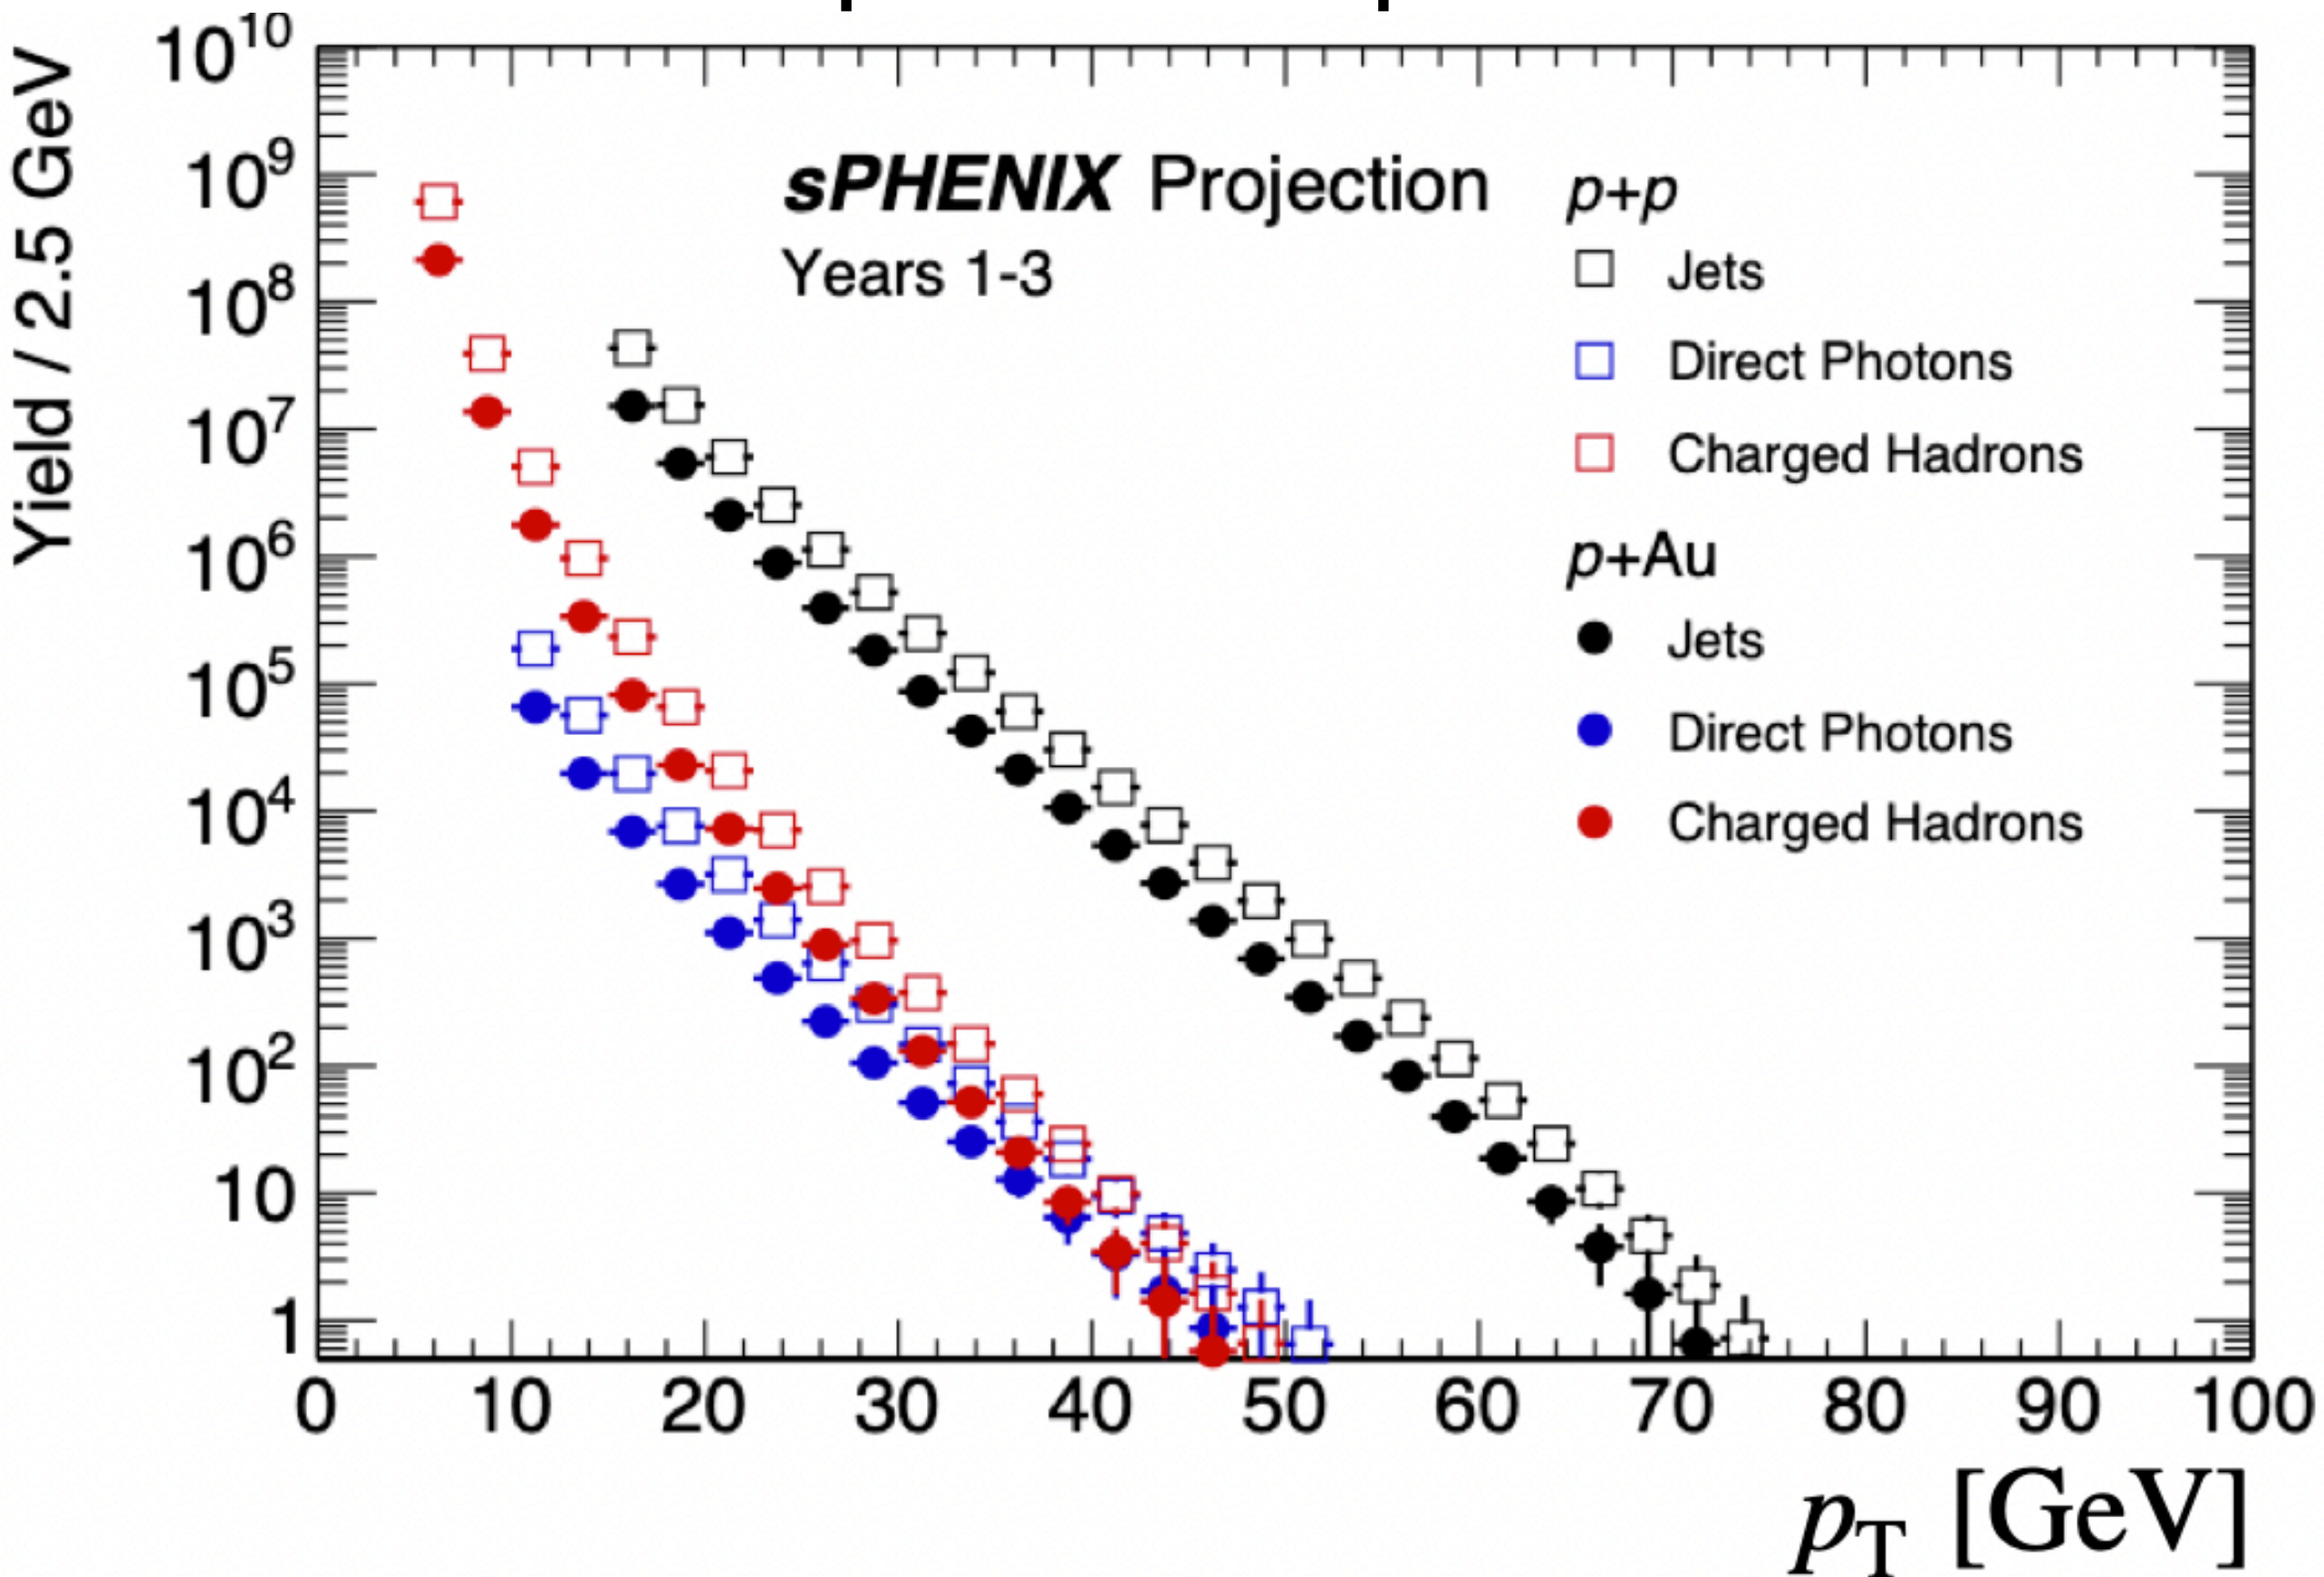 Yield / 2.5 GeV
10^10
10^9
10^8
10^7
10^6
10^5
10^4
10^3
10^2
10
1
sPHENIX Projection
Years 1-3
p+p
Jets
Direct Photons
Charged Hadrons
p+Au
Jets
Direct Photons
Charged Hadrons
0 10 20 30 40 50 60 70 80 90 100
pT [GeV]